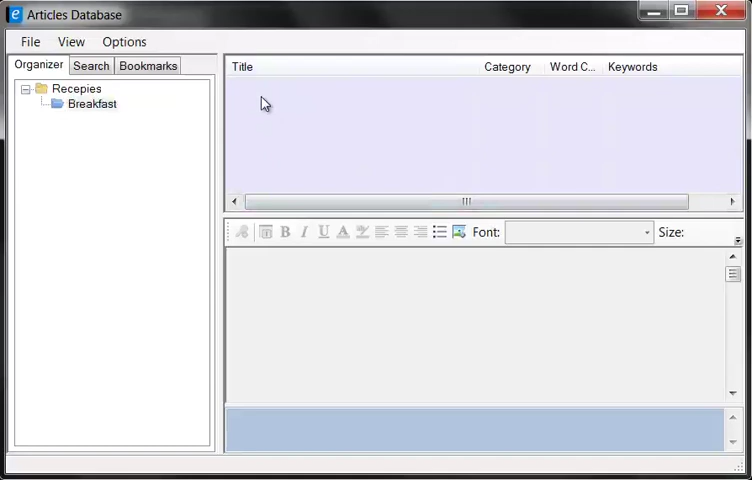 Articles Database
File View Options
Organizer Search Bookmarks
Title Category Word C... Keywords
Recepies
Breakfast
B I U A Font: Size: